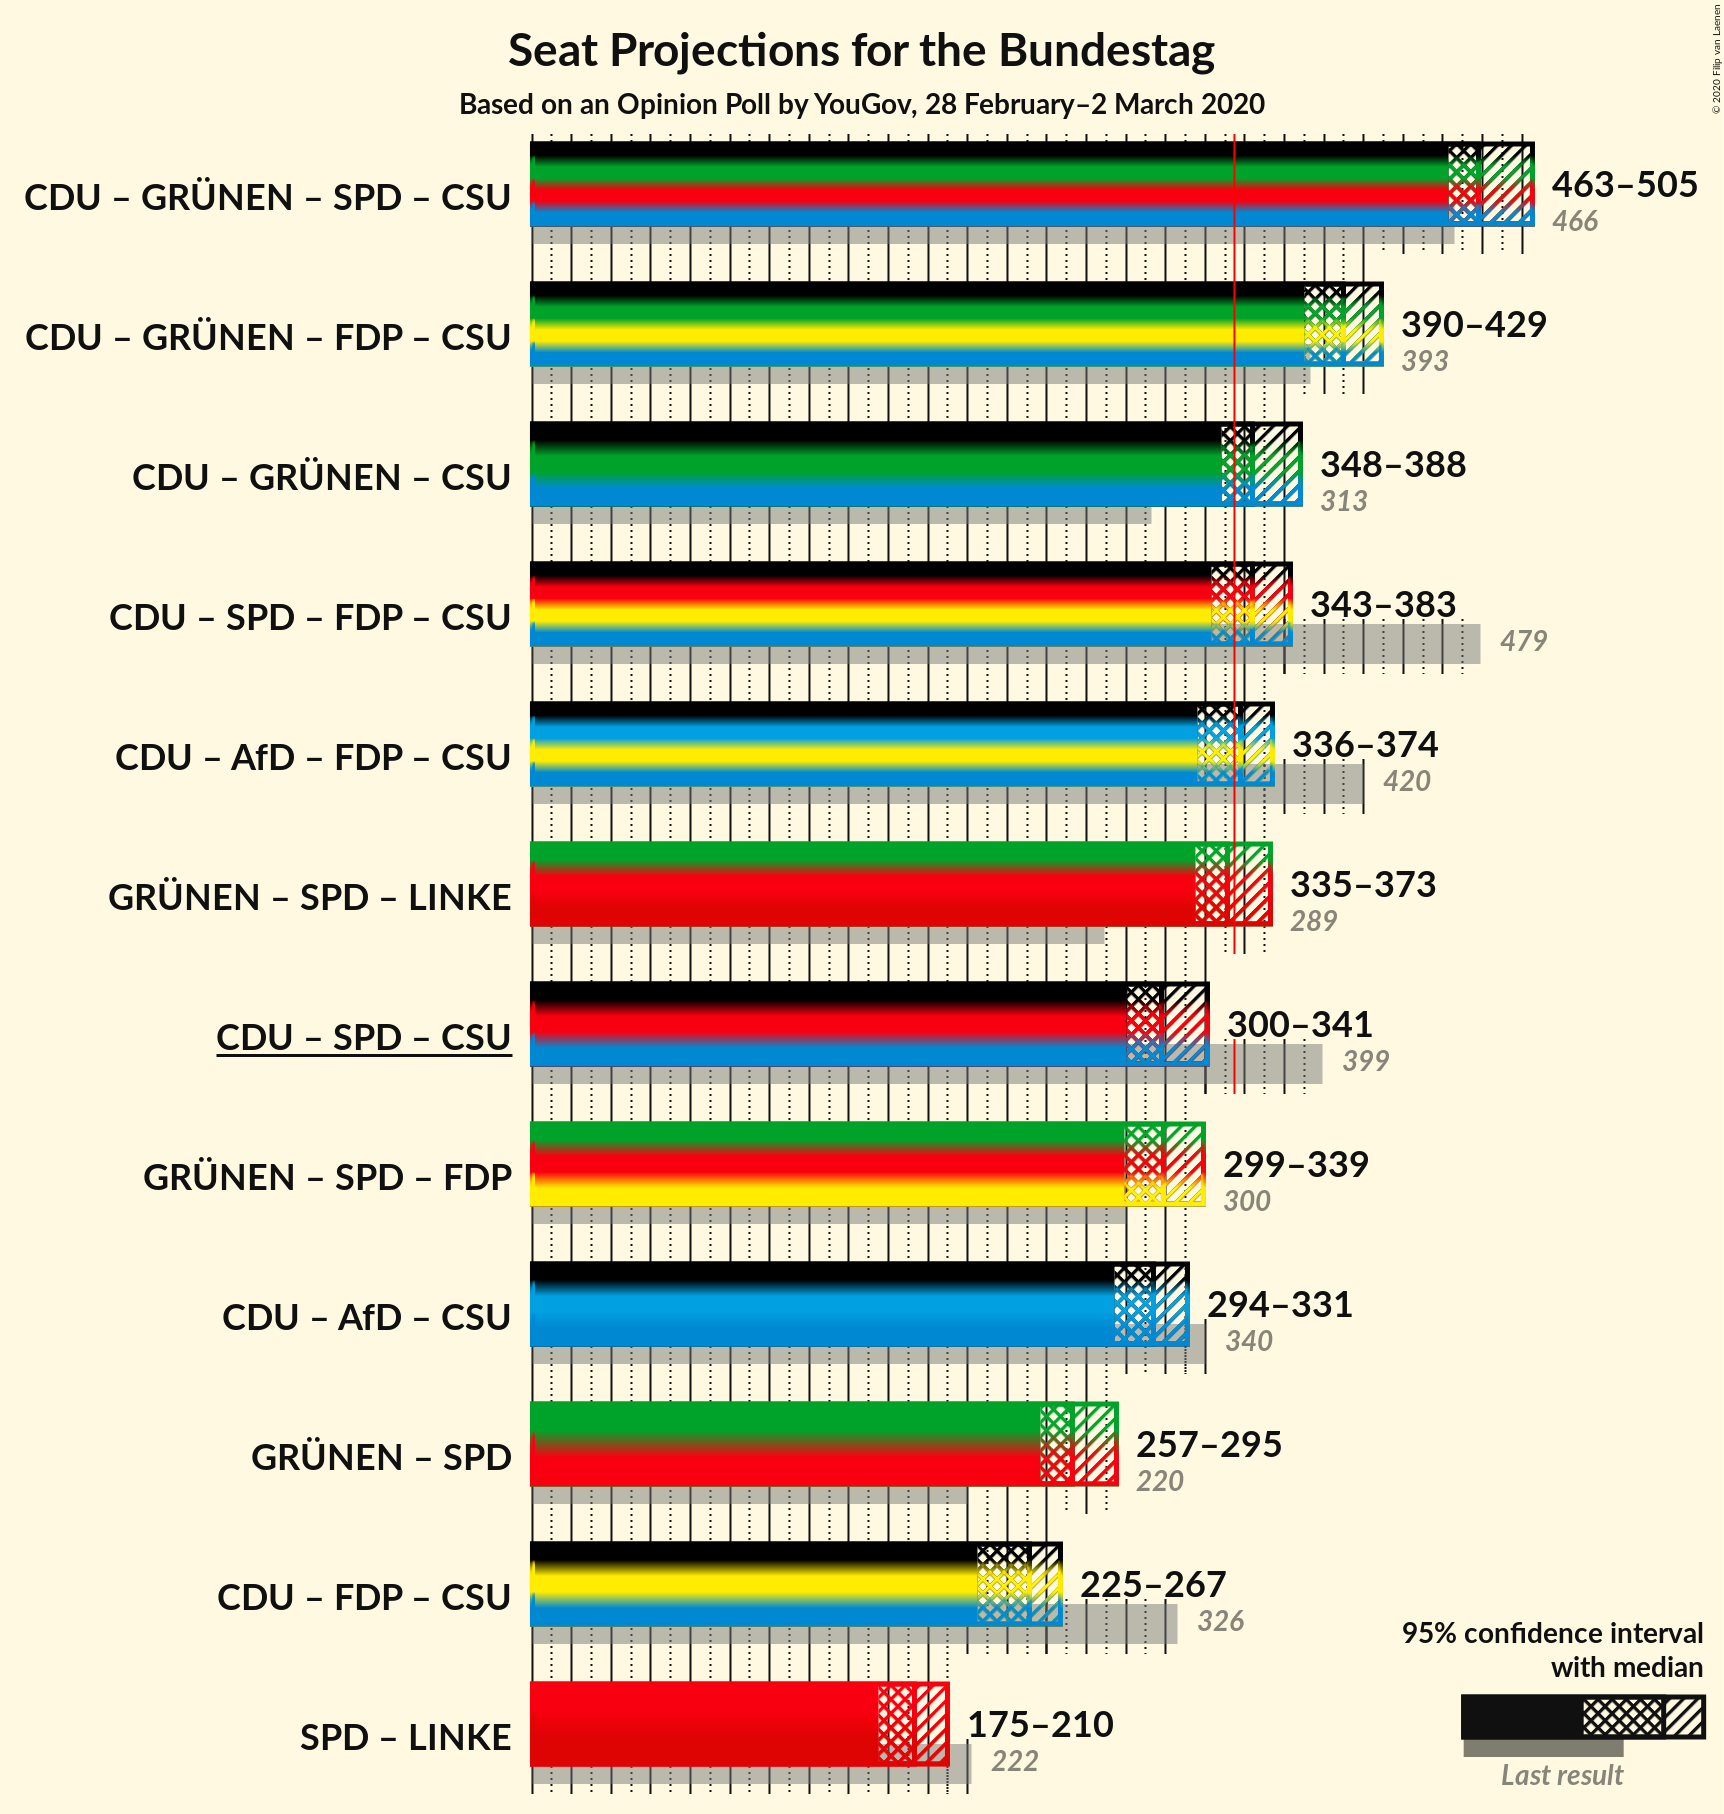 © 2020 Filip van Laenen
Seat Projections for the Bundestag
Based on an Opinion Poll by YouGov, 28 February–2 March 2020
CDU – GRÜNEN – SPD – CSU
463–505
466
CDU – GRÜNEN – FDP – CSU
390–429
393
CDU – GRÜNEN – CSU
348–388
313
CDU – SPD – FDP – CSU
343–383
479
CDU – AfD – FDP – CSU
336–374
420
GRÜNEN – SPD – LINKE
335–373
289
CDU – SPD – CSU
300–341
399
GRÜNEN – SPD – FDP
299–339
300
CDU – AfD – CSU
294–331
340
GRÜNEN – SPD
257–295
220
CDU – FDP – CSU
225–267
326
SPD – LINKE
175–210
222
95% confidence interval
with median
Last result